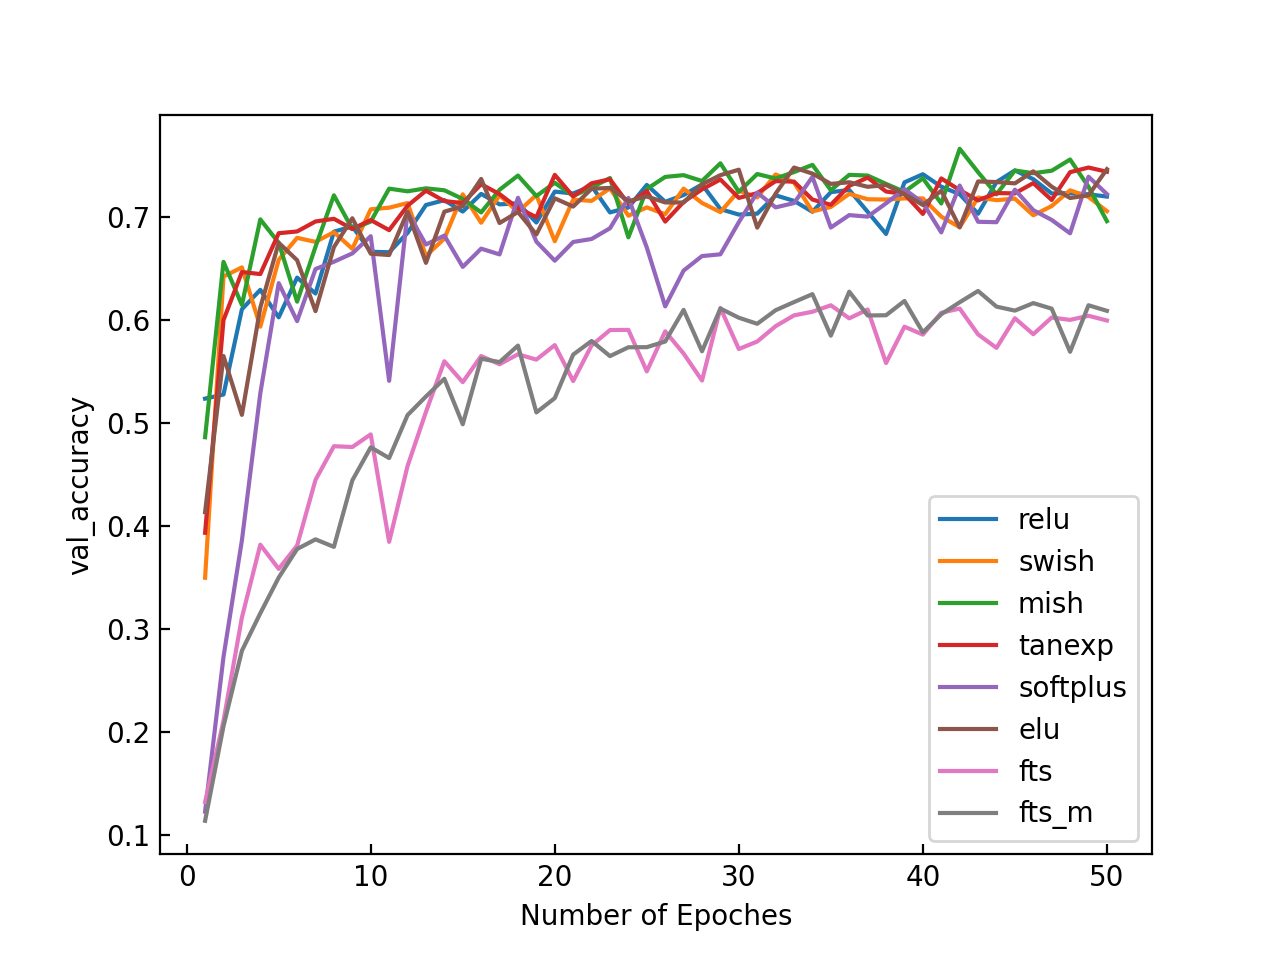 0.7
0.6
0.5
0.4
0.3
0.2
0.1
val_accuracy
relu
swish
mish
tanexp
softplus
elu
fts
fts_m
0 10 20 30 40 50
Number of Epoches